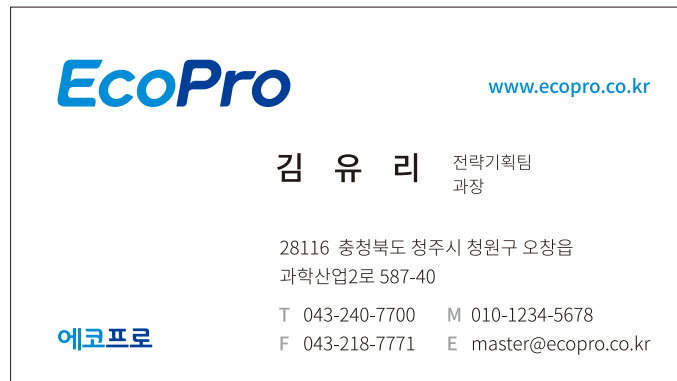 EcoPro
www.ecopro.co.kr
김 유 리
전략기획팀
과장
28116 충청북도 청주시 청원구 오창읍
과학산업2로 587-40
T 043-240-7700 M 010-1234-5678
F 043-218-7771 E master@ecopro.co.kr
에코프로